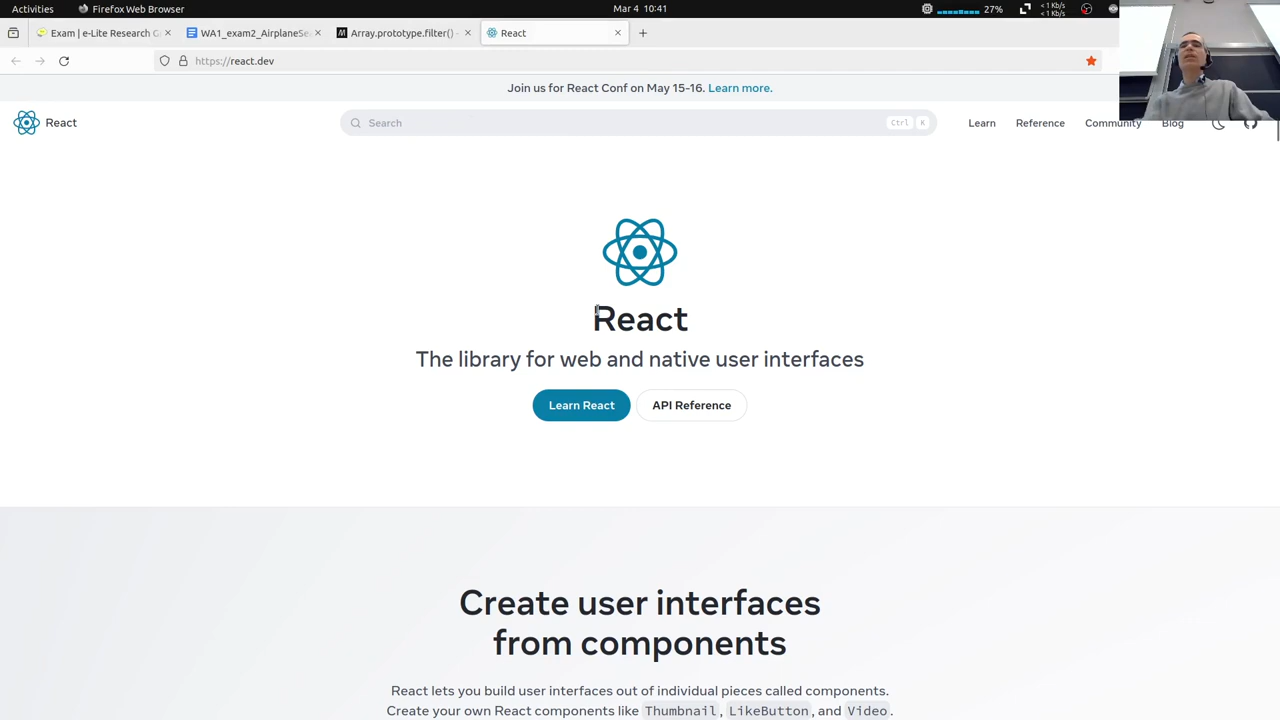 Activities
Firefox Web Browser
Mar 4 10:41
27%
< 1 Kb/s
< 1 Kb/s
Exam | e-Lite Research G
WA1_exam2_AirplaneSe
Array.prototype.filter() -
React
https://react.dev
Join us for React Conf on May 15-16. Learn more.
React
Search
Ctrl K
Learn
Reference
Community
Blog
React
The library for web and native user interfaces
Learn React
API Reference
Create user interfaces
from components
React lets you build user interfaces out of individual pieces called components.
Create your own React components like Thumbnail, LikeButton, and Video.